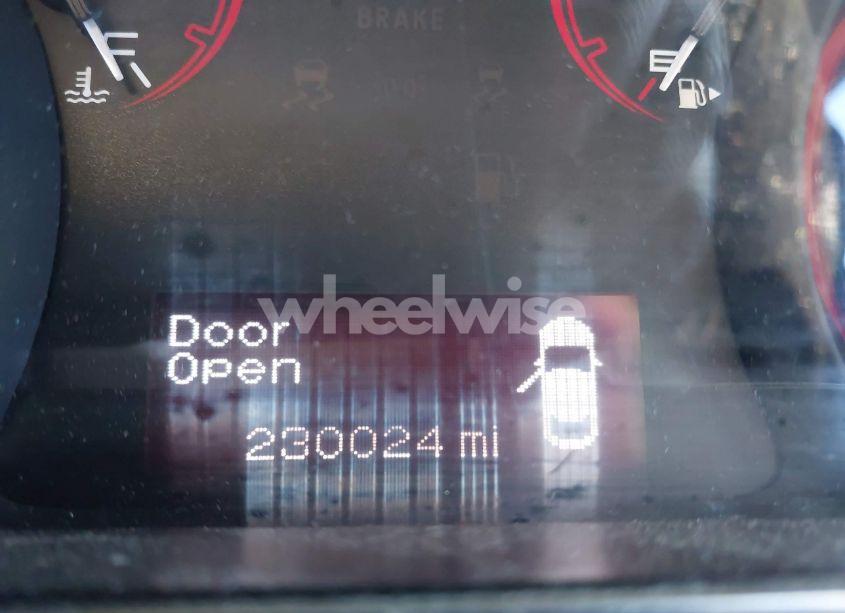 BRAKE
E
wheelwise
Door
Open
230024 mi